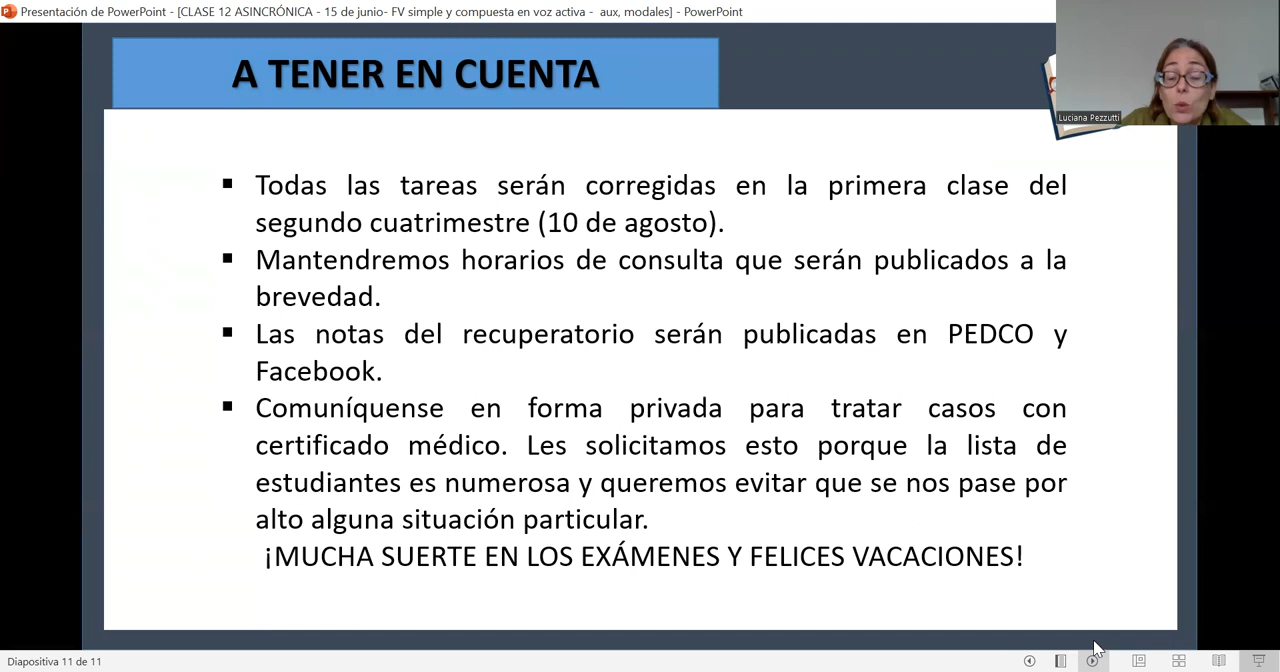 Presentación de PowerPoint - [CLASE 12 ASINCRÓNICA - 15 de junio- FV simple y compuesta en voz activa - aux, modales] - PowerPoint
A TENER EN CUENTA
Luciana Pezzutti
▪ Todas las tareas serán corregidas en la primera clase del
segundo cuatrimestre (10 de agosto).
▪ Mantendremos horarios de consulta que serán publicados a la
brevedad.
▪ Las notas del recuperatorio serán publicadas en PEDCO y
Facebook.
▪ Comuníquense en forma privada para tratar casos con
certificado médico. Les solicitamos esto porque la lista de
estudiantes es numerosa y queremos evitar que se nos pase por
alto alguna situación particular.
¡MUCHA SUERTE EN LOS EXÁMENES Y FELICES VACACIONES!
Diapositiva 11 de 11